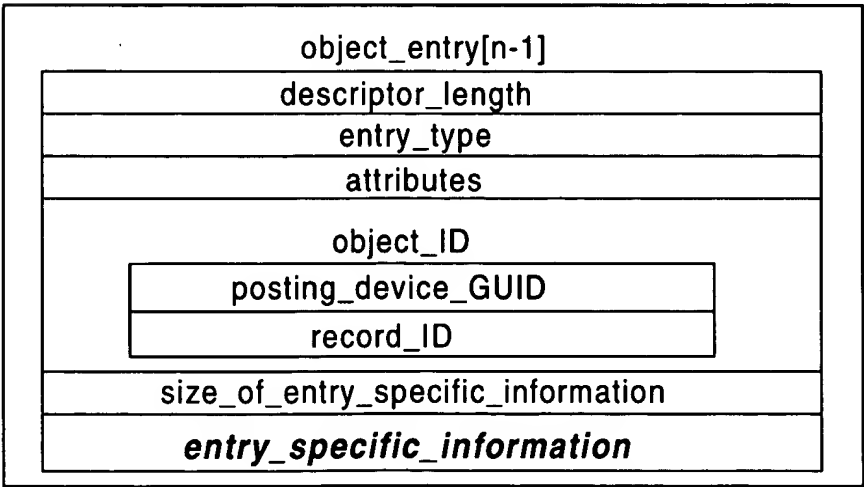 object_entry[n-1]
descriptor_length
entry_type
attributes
object_ID
posting_device_GUID
record_ID
size_of_entry_specific_information
entry_specific_information